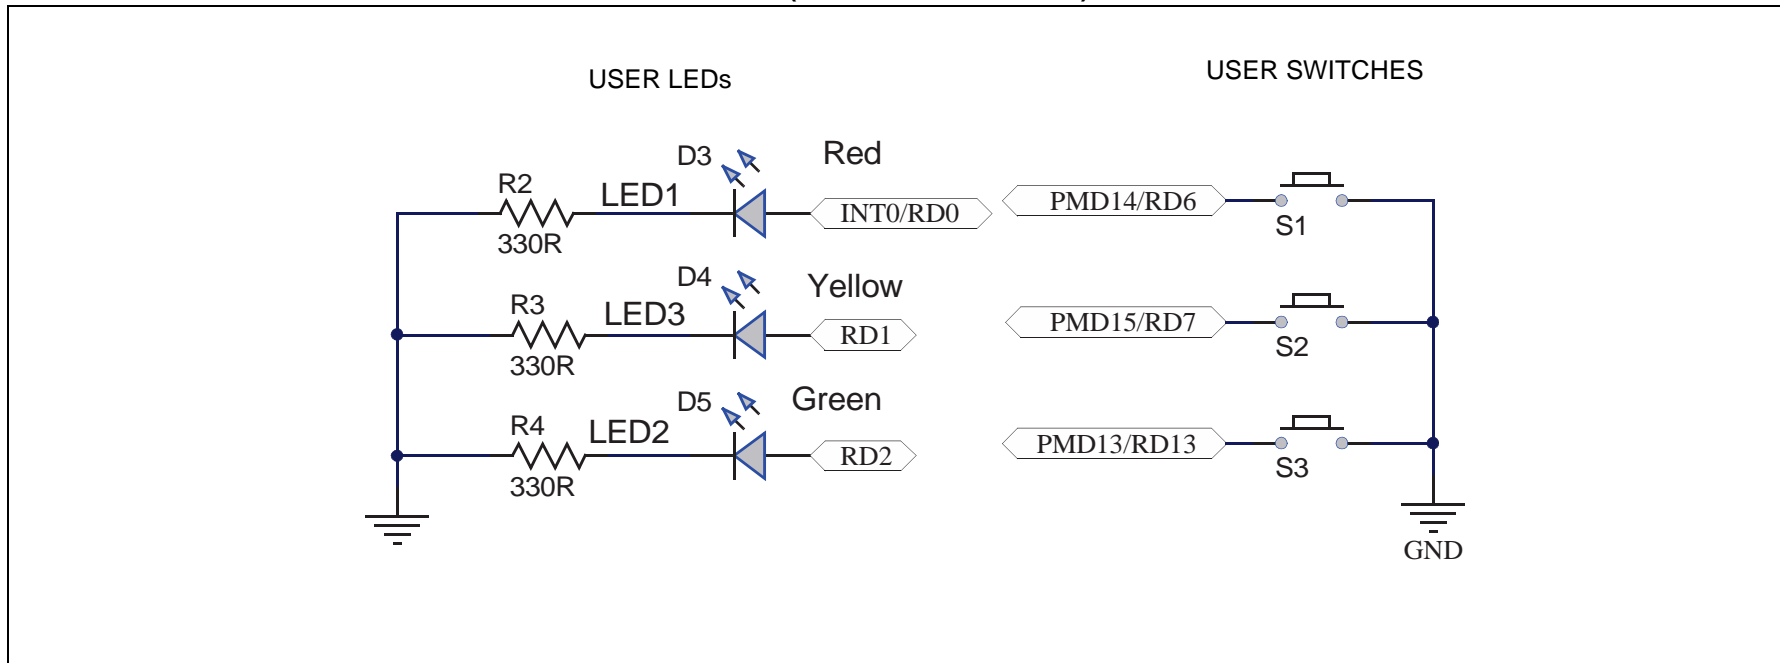 USER LEDs
USER SWITCHES
D3
Red
R2
LED1
INT0/RD0
330R
PMD14/RD6
S1
D4
Yellow
R3
LED3
RD1
330R
PMD15/RD7
S2
D5
Green
R4
LED2
RD2
330R
PMD13/RD13
S3
GND